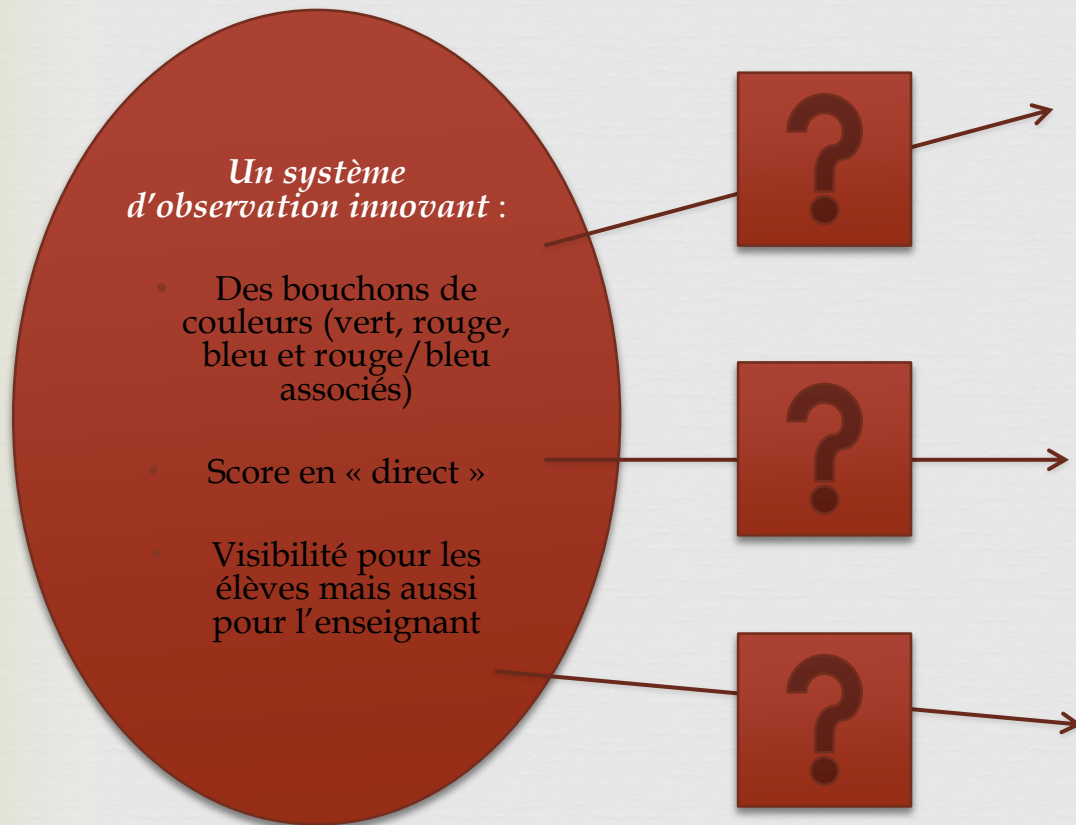 Un système
d’observation innovant :
• Des bouchons de
couleurs (vert, rouge,
bleu et rouge/bleu
associés)
• Score en « direct »
• Visibilité pour les
élèves mais aussi
pour l’enseignant
?
?
?